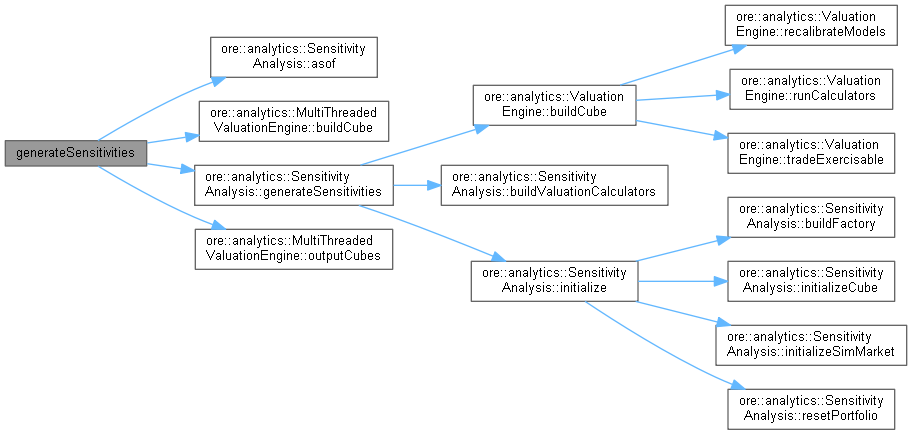 generateSensitivities
ore::analytics::Sensitivity
Analysis::asof
ore::analytics::MultiThreaded
ValuationEngine::buildCube
ore::analytics::Sensitivity
Analysis::generateSensitivities
ore::analytics::MultiThreaded
ValuationEngine::outputCubes
ore::analytics::Valuation
Engine::buildCube
ore::analytics::Sensitivity
Analysis::buildValuationCalculators
ore::analytics::Sensitivity
Analysis::initialize
ore::analytics::Valuation
Engine::recalibrateModels
ore::analytics::Valuation
Engine::runCalculators
ore::analytics::Valuation
Engine::tradeExercisable
ore::analytics::Sensitivity
Analysis::buildFactory
ore::analytics::Sensitivity
Analysis::initializeCube
ore::analytics::Sensitivity
Analysis::initializeSimMarket
ore::analytics::Sensitivity
Analysis::resetPortfolio